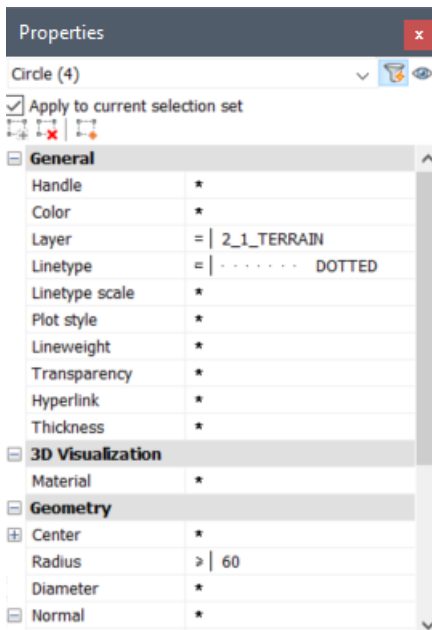 Properties
x
Circle (4)
Apply to current selection set
General
Handle *
Color *
Layer = 2_1_TERRAIN
Linetype = · · · · · · · DOTTED
Linetype scale *
Plot style *
Lineweight *
Transparency *
Hyperlink *
Thickness *
3D Visualization
Material *
Geometry
Center *
Radius ⩾ 60
Diameter *
Normal *